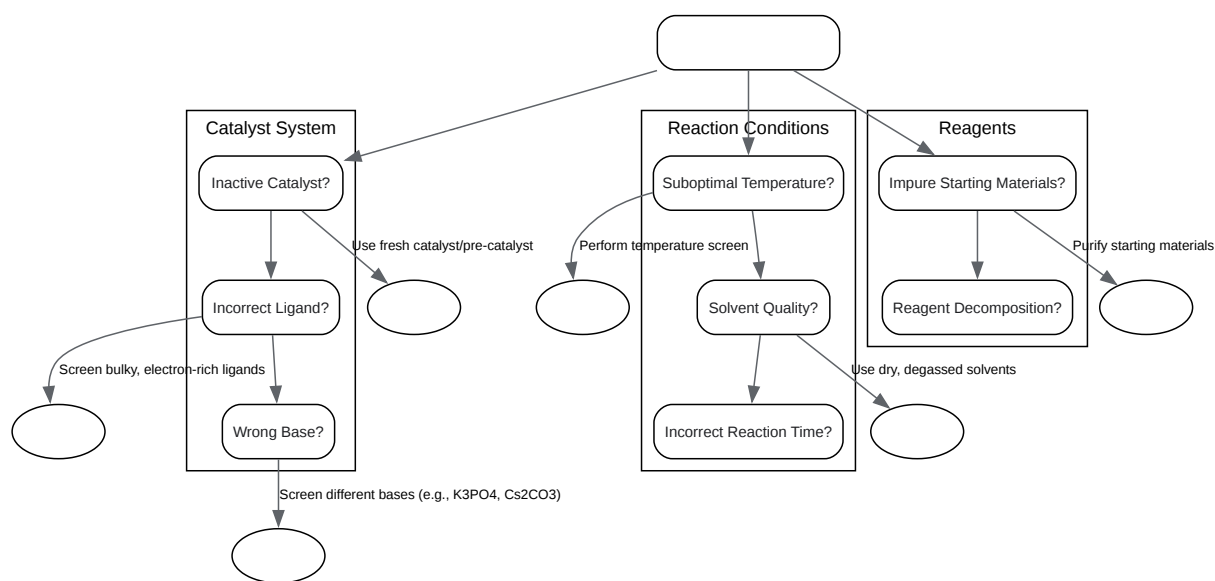 Catalyst System
Reaction Conditions
Reagents
Inactive Catalyst?
Suboptimal Temperature?
Impure Starting Materials?
Use fresh catalyst/pre-catalyst
Perform temperature screen
Purify starting materials
Incorrect Ligand?
Solvent Quality?
Reagent Decomposition?
Screen bulky, electron-rich ligands
Use dry, degassed solvents
Wrong Base?
Incorrect Reaction Time?
Screen different bases (e.g., K3PO4, Cs2CO3)